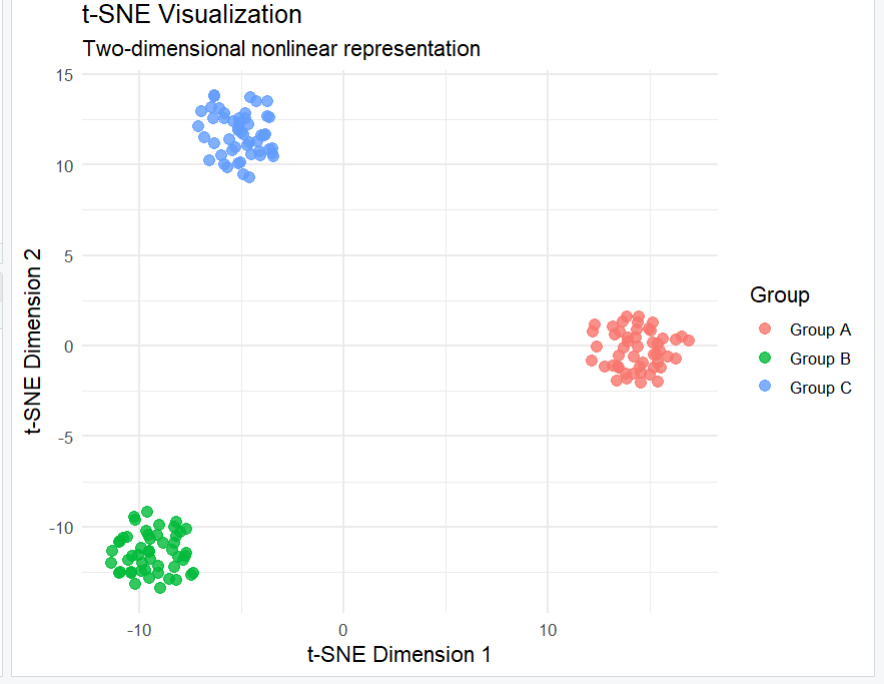 t-SNE Visualization
Two-dimensional nonlinear representation
15
10
5
0
-5
-10
t-SNE Dimension 2
-10
0
10
t-SNE Dimension 1
Group
Group A
Group B
Group C